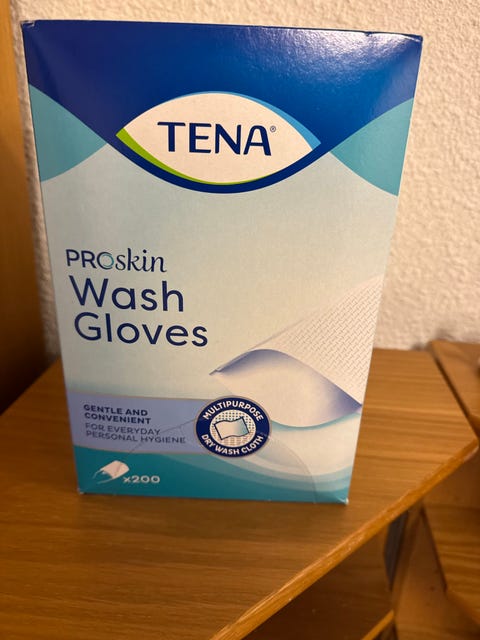 TENA®
PROskin
Wash
Gloves
GENTLE AND
CONVENIENT
FOR EVERYDAY
PERSONAL HYGIENE
MULTIPURPOSE
DRY WASH CLOTH
x200